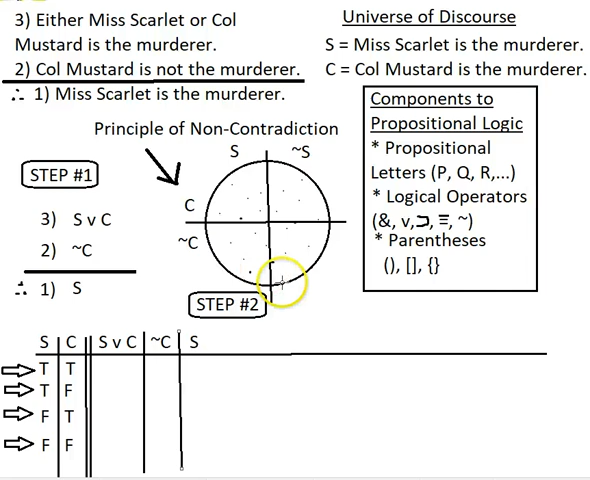 3) Either Miss Scarlet or Col
Mustard is the murderer.
2) Col Mustard is not the murderer.
∴ 1) Miss Scarlet is the murderer.
Universe of Discourse
S = Miss Scarlet is the murderer.
C = Col Mustard is the murderer.
Components to
Propositional Logic
* Propositional
Letters (P, Q, R,...)
* Logical Operators
(&, v, ⊃, ≡, ~)
* Parentheses
(), [], {}
Principle of Non-Contradiction
S ~S
C
~C
STEP #1
3) S v C
2) ~C
∴ 1) S
STEP #2
S C S v C ~C S
T T
T F
F T
F F